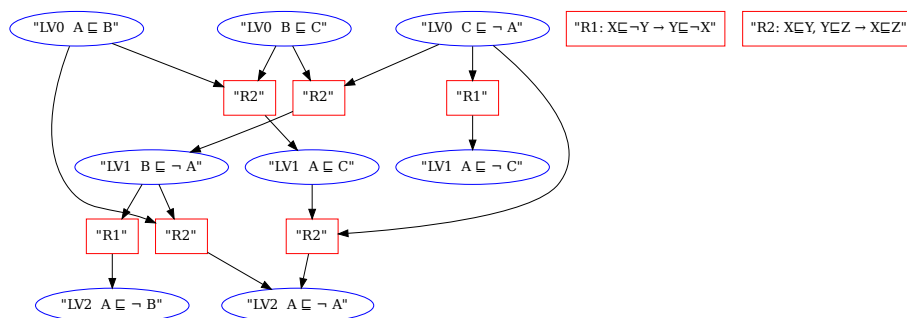 "LV0  A ⊑ B"
"LV0  B ⊑ C"
"LV0  C ⊑ ¬ A"
"R1: X⊑¬Y → Y⊑¬X"
"R2: X⊑Y, Y⊑Z → X⊑Z"
"R2"
"R2"
"R1"
"LV1  B ⊑ ¬ A"
"LV1  A ⊑ C"
"LV1  A ⊑ ¬ C"
"R1"
"R2"
"R2"
"LV2  A ⊑ ¬ B"
"LV2  A ⊑ ¬ A"